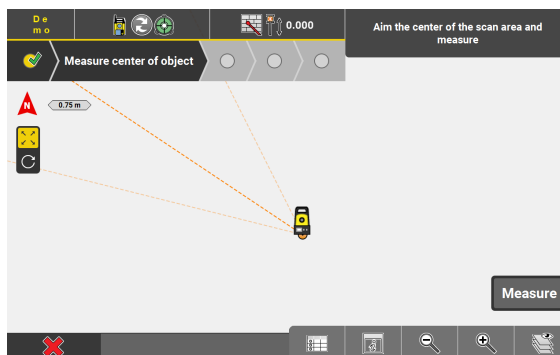 De
mo
0.000
Aim the center of the scan area and
measure
Measure center of object
N
0.75 m
Measure